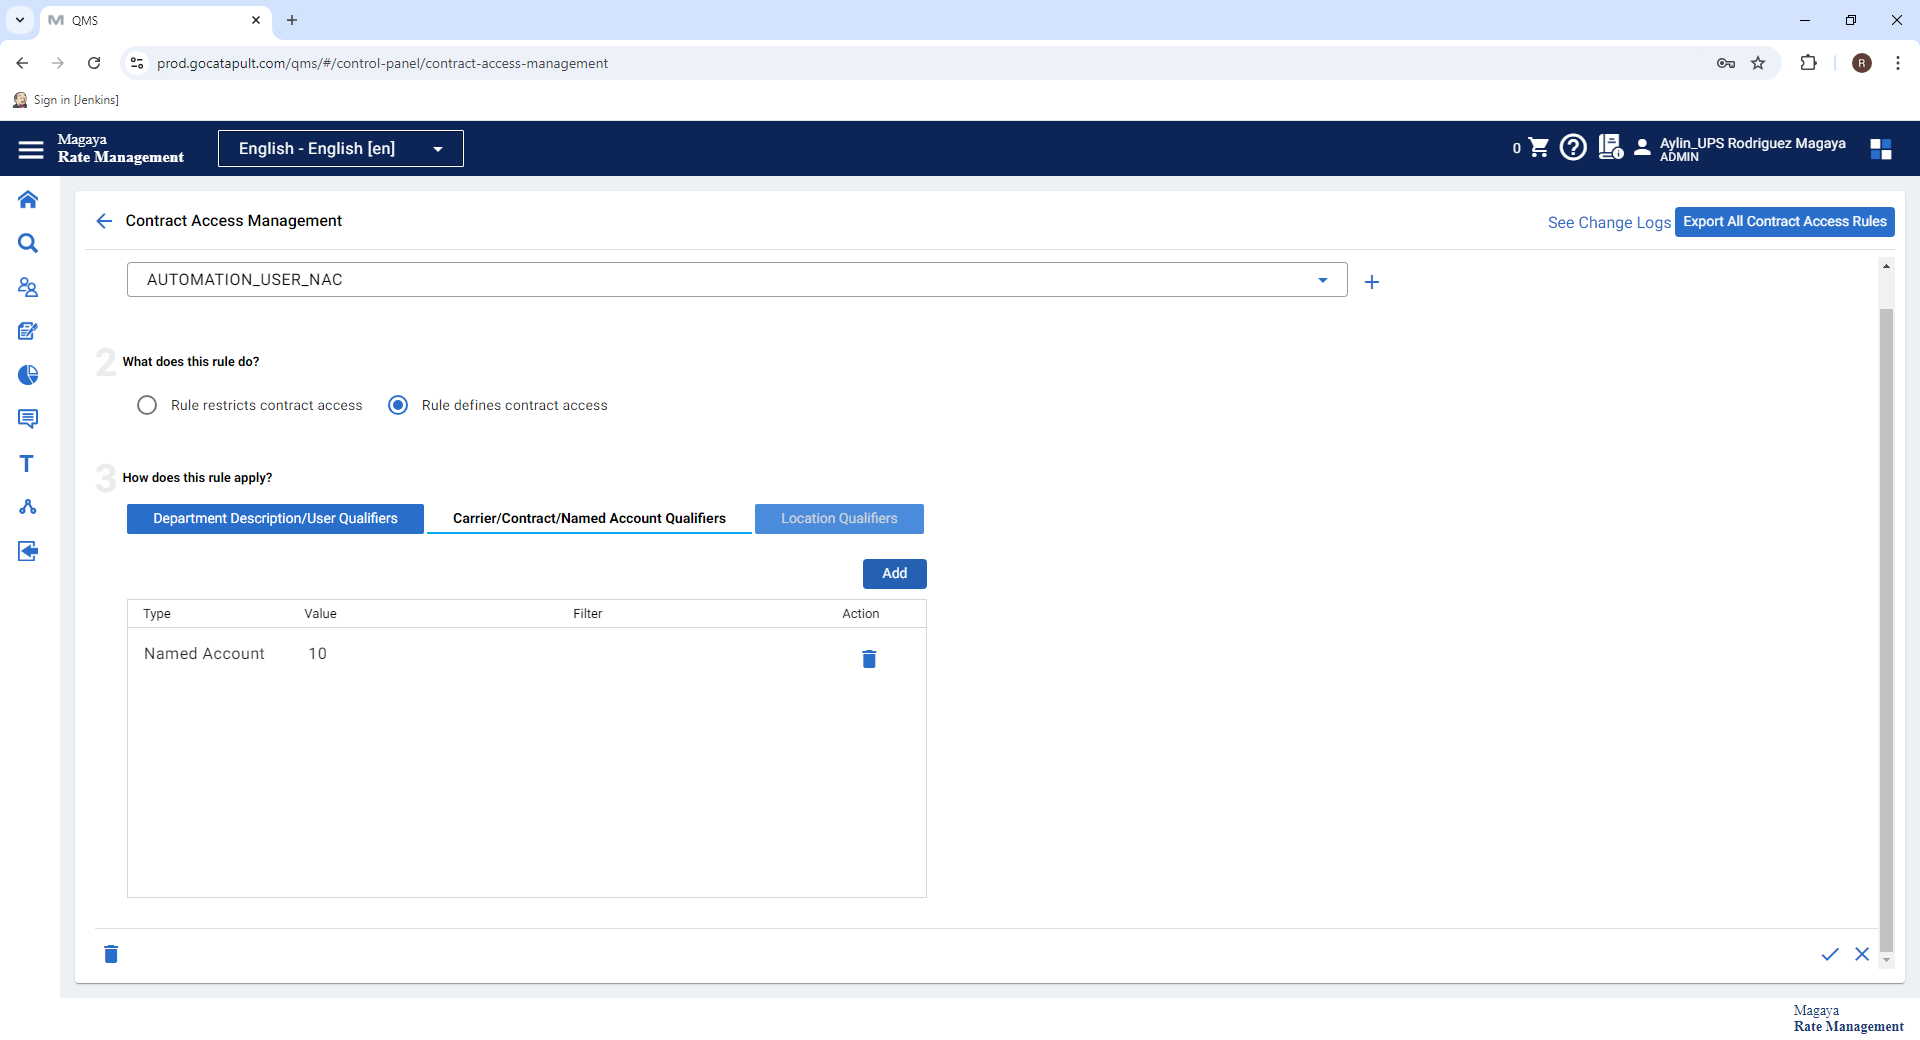 QMS
prod.gocatapult.com/qms/#/control-panel/contract-access-management
R
Sign in [Jenkins]
Magaya
Rate Management
English - English [en]
0
Aylin_UPS Rodriguez Magaya
ADMIN
Contract Access Management
See Change Logs
Export All Contract Access Rules
AUTOMATION_USER_NAC
2 What does this rule do?
Rule restricts contract access
Rule defines contract access
3 How does this rule apply?
Department Description/User Qualifiers
Carrier/Contract/Named Account Qualifiers
Location Qualifiers
Add
Type Value Filter Action
Named Account 10
Magaya
Rate Management